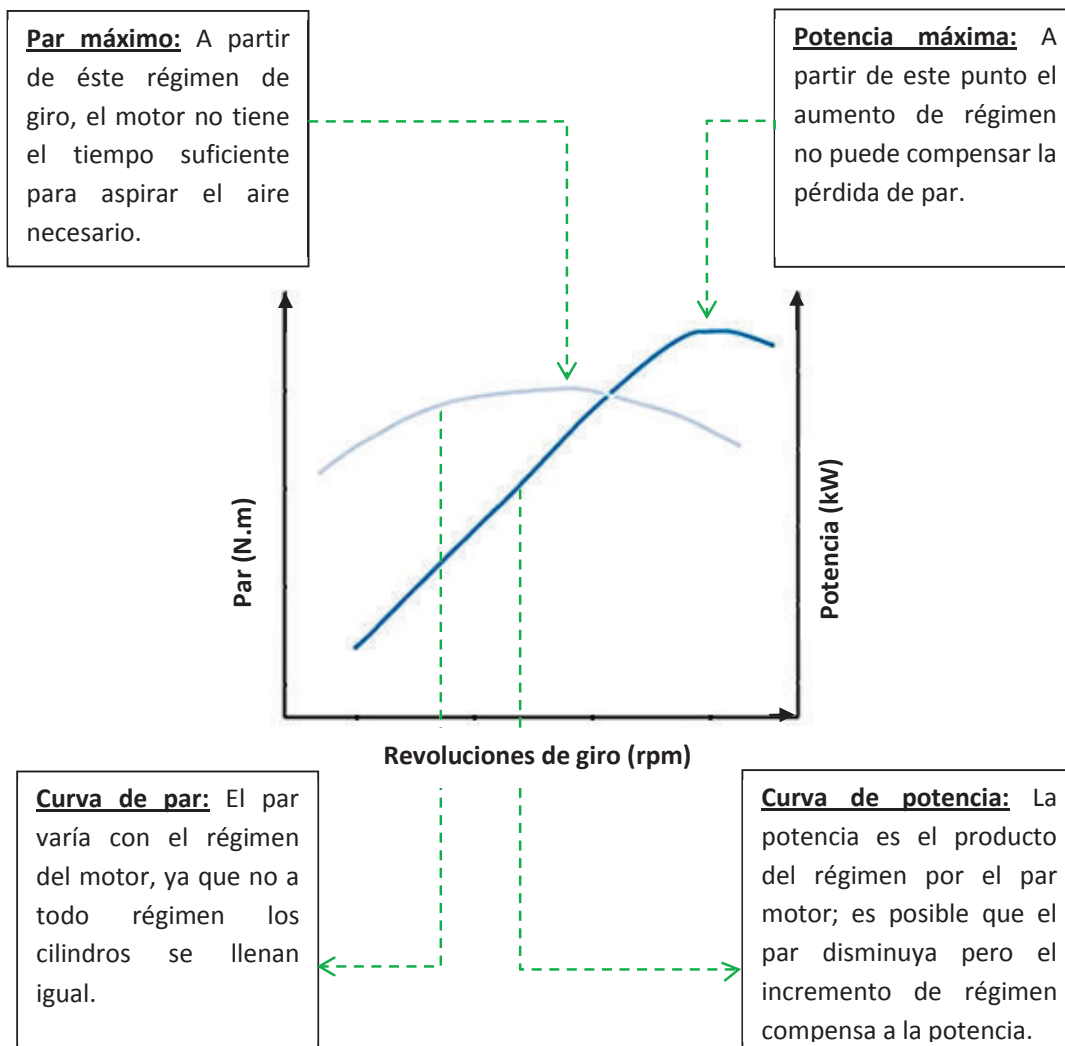 Par máximo: A partir
de éste régimen de
giro, el motor no tiene
el tiempo suficiente
para aspirar el aire
necesario.
Potencia máxima: A
partir de este punto el
aumento de régimen
no puede compensar la
pérdida de par.
Par (N.m)
Potencia (kW)
Revoluciones de giro (rpm)
Curva de par: El par
varía con el régimen
del motor, ya que no a
todo régimen los
cilindros se llenan
igual.
Curva de potencia: La
potencia es el producto
del régimen por el par
motor; es posible que el
par disminuya pero el
incremento de régimen
compensa a la potencia.